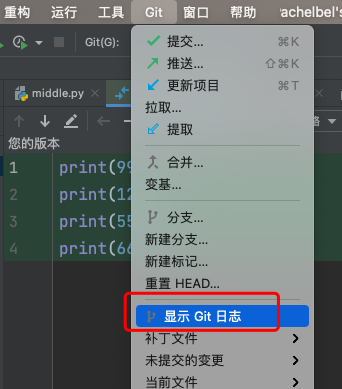 重构 运行 工具 Git 窗口 帮助 achelbel's
Git(G):
提交... ⌘K
推送... ⇧⌘K
更新项目 ⌘T
拉取...
提取
合并...
变基...
分支...
新建分支...
新建标记...
重置 HEAD...
显示 Git 日志
补丁文件
未提交的变更
当前文件
middle.py
您的版本
1 print(99
2 print(12
3 print(55
4 print(66